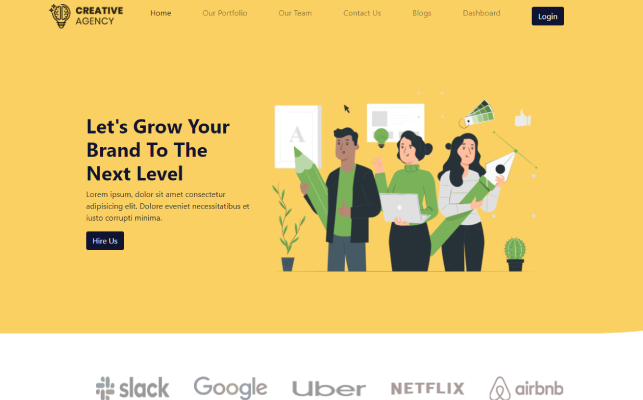 CREATIVE
AGENCY
Home
Our Portfolio
Our Team
Contact Us
Blogs
Dashboard
Login
A
Let's Grow Your
Brand To The
Next Level
Lorem ipsum, dolor sit amet consectetur
adipisicing elit. Dolore eveniet necessitatibus et
iusto corrupti minima.
Hire Us
slack
Google
Uber
NETFLIX
airbnb